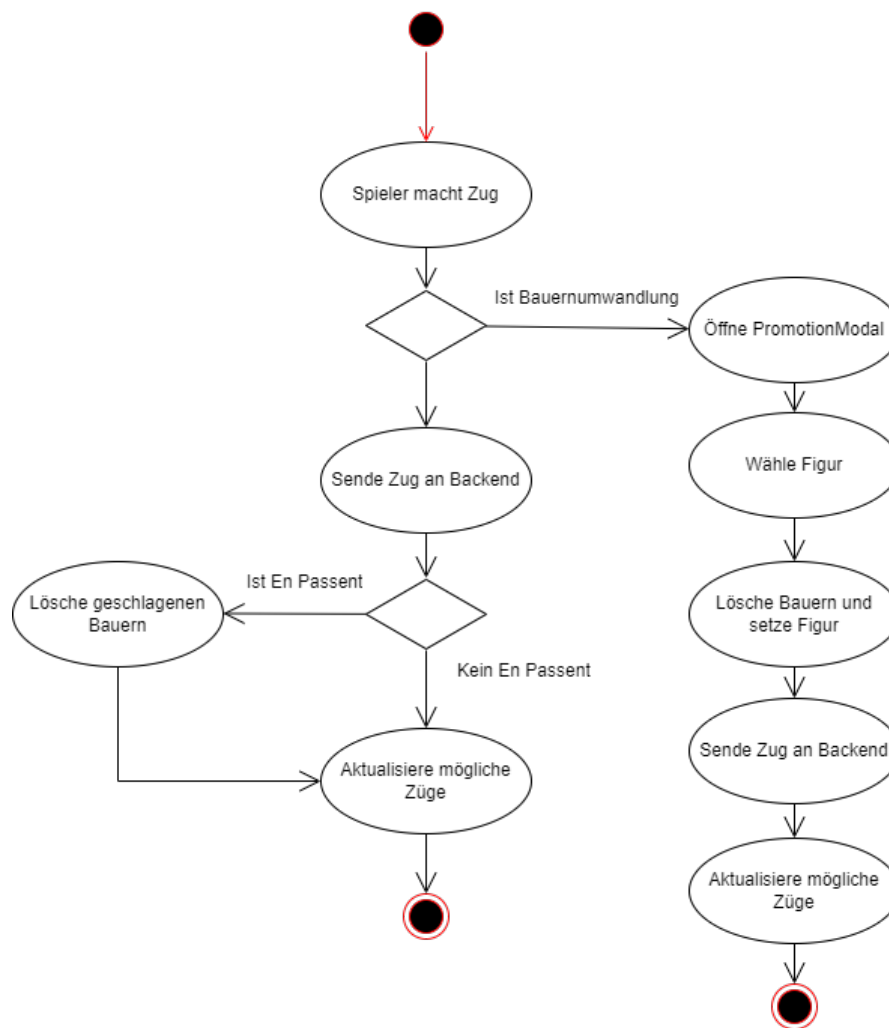 Spieler macht Zug
Ist Bauernumwandlung
Öffne PromotionModal
Wähle Figur
Sende Zug an Backend
Ist En Passent
Lösche geschlagenen
Bauern
Kein En Passent
Lösche Bauern und
setze Figur
Sende Zug an Backend
Aktualisiere mögliche
Züge
Aktualisiere mögliche
Züge